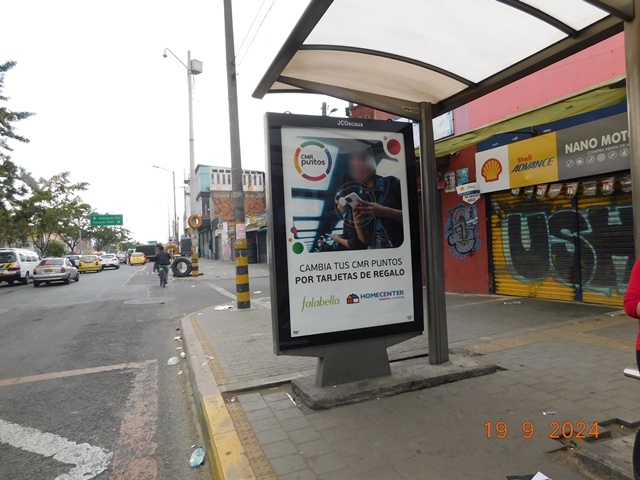 JCDecaux
CMR
puntos
CAMBIA TUS CMR PUNTOS
POR TARJETAS DE REGALO
falabella
HOMECENTER
Shell
ADVANCE
NANO MOTO
USH
19 9 2024